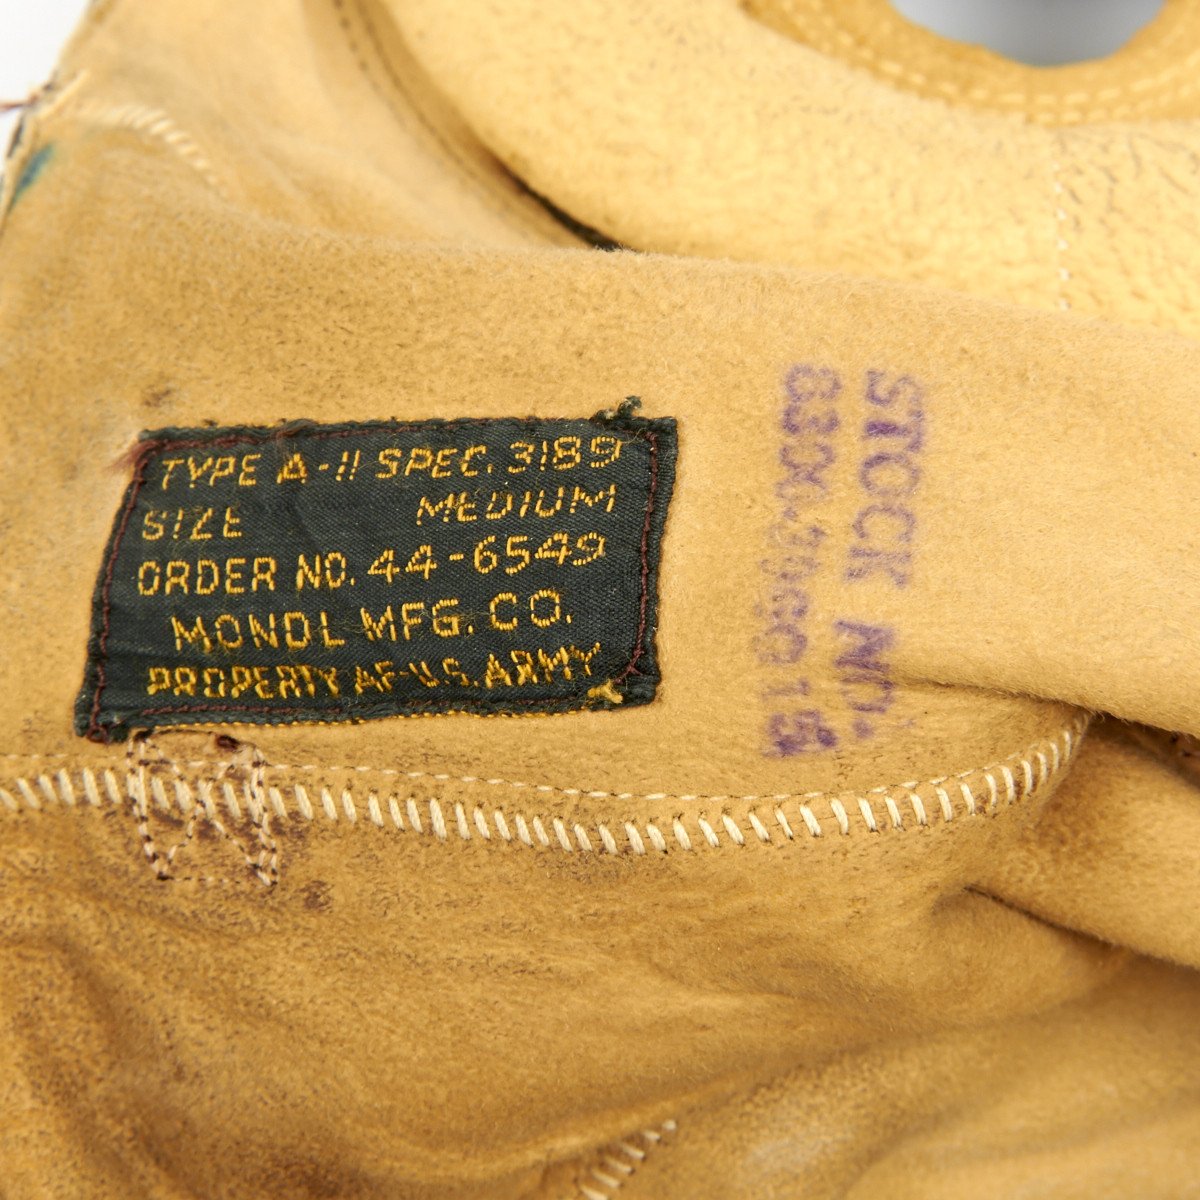 TYPE A-11 SPEC. 3189
SIZE MEDIUM
ORDER NO. 44-6549
MONDL MFG. CO.
PROPERTY AF-U.S. ARMY
STOCK NO.